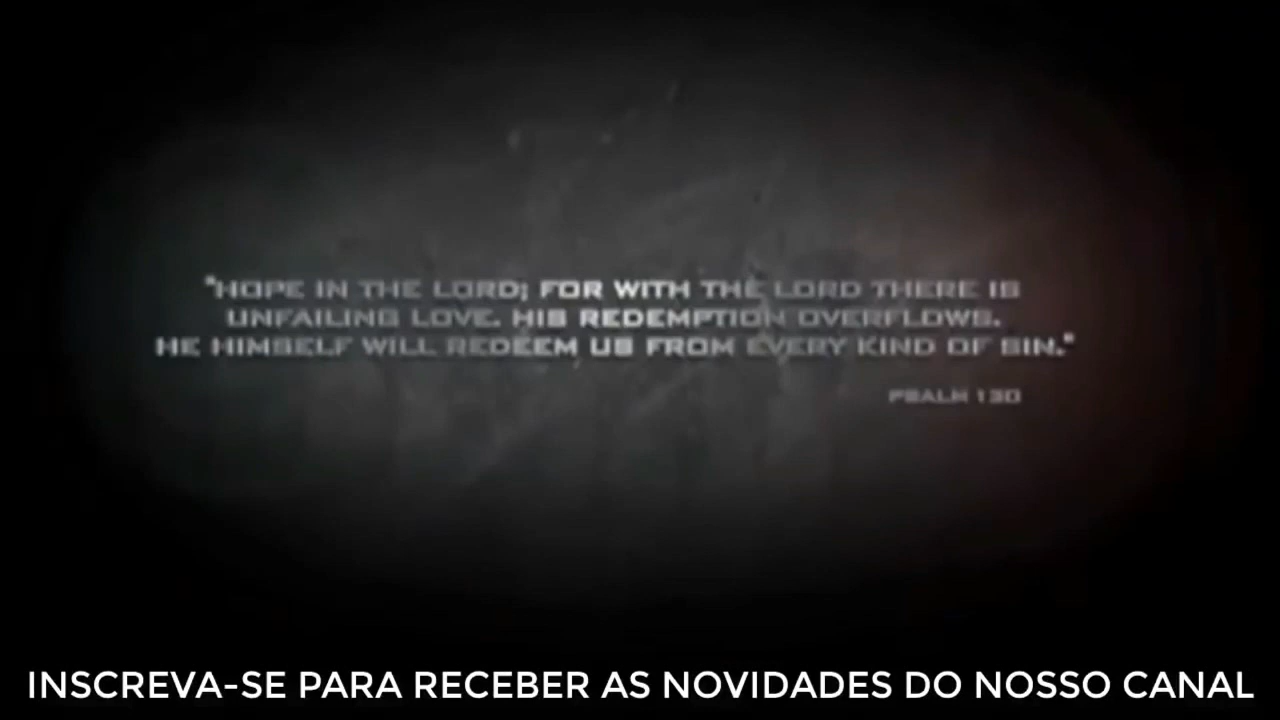 "HOPE IN THE LORD; FOR WITH THE LORD THERE IS
UNFAILING LOVE. HIS REDEMPTION OVERFLOWS.
HE HIMSELF WILL REDEEM US FROM EVERY KIND OF SIN."
PSALM 130
INSCREVA-SE PARA RECEBER AS NOVIDADES DO NOSSO CANAL